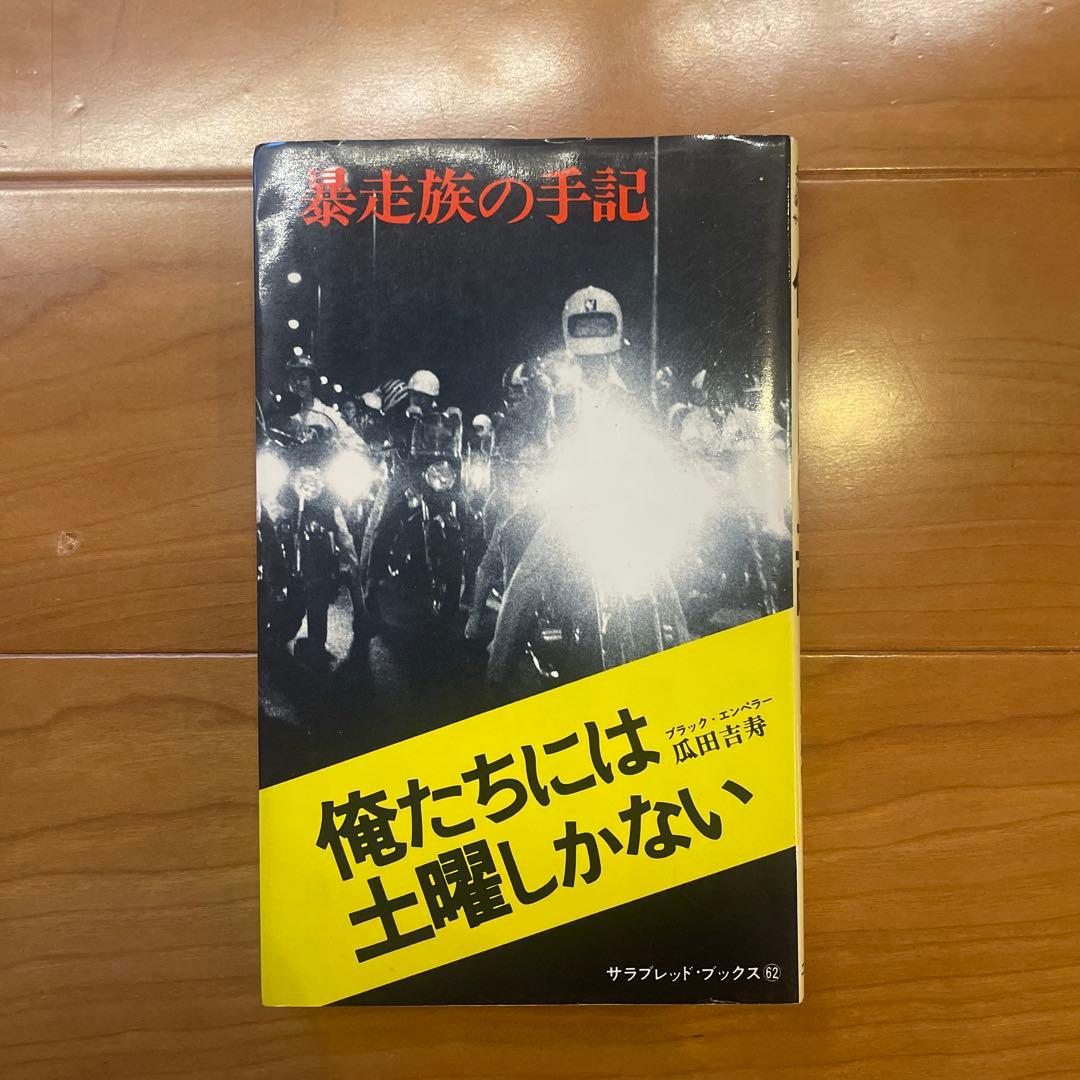 暴走族の手記
ブラック・エンペラー
瓜田吉寿
俺たちには
土曜しかない
サラブレッド・ブックス62